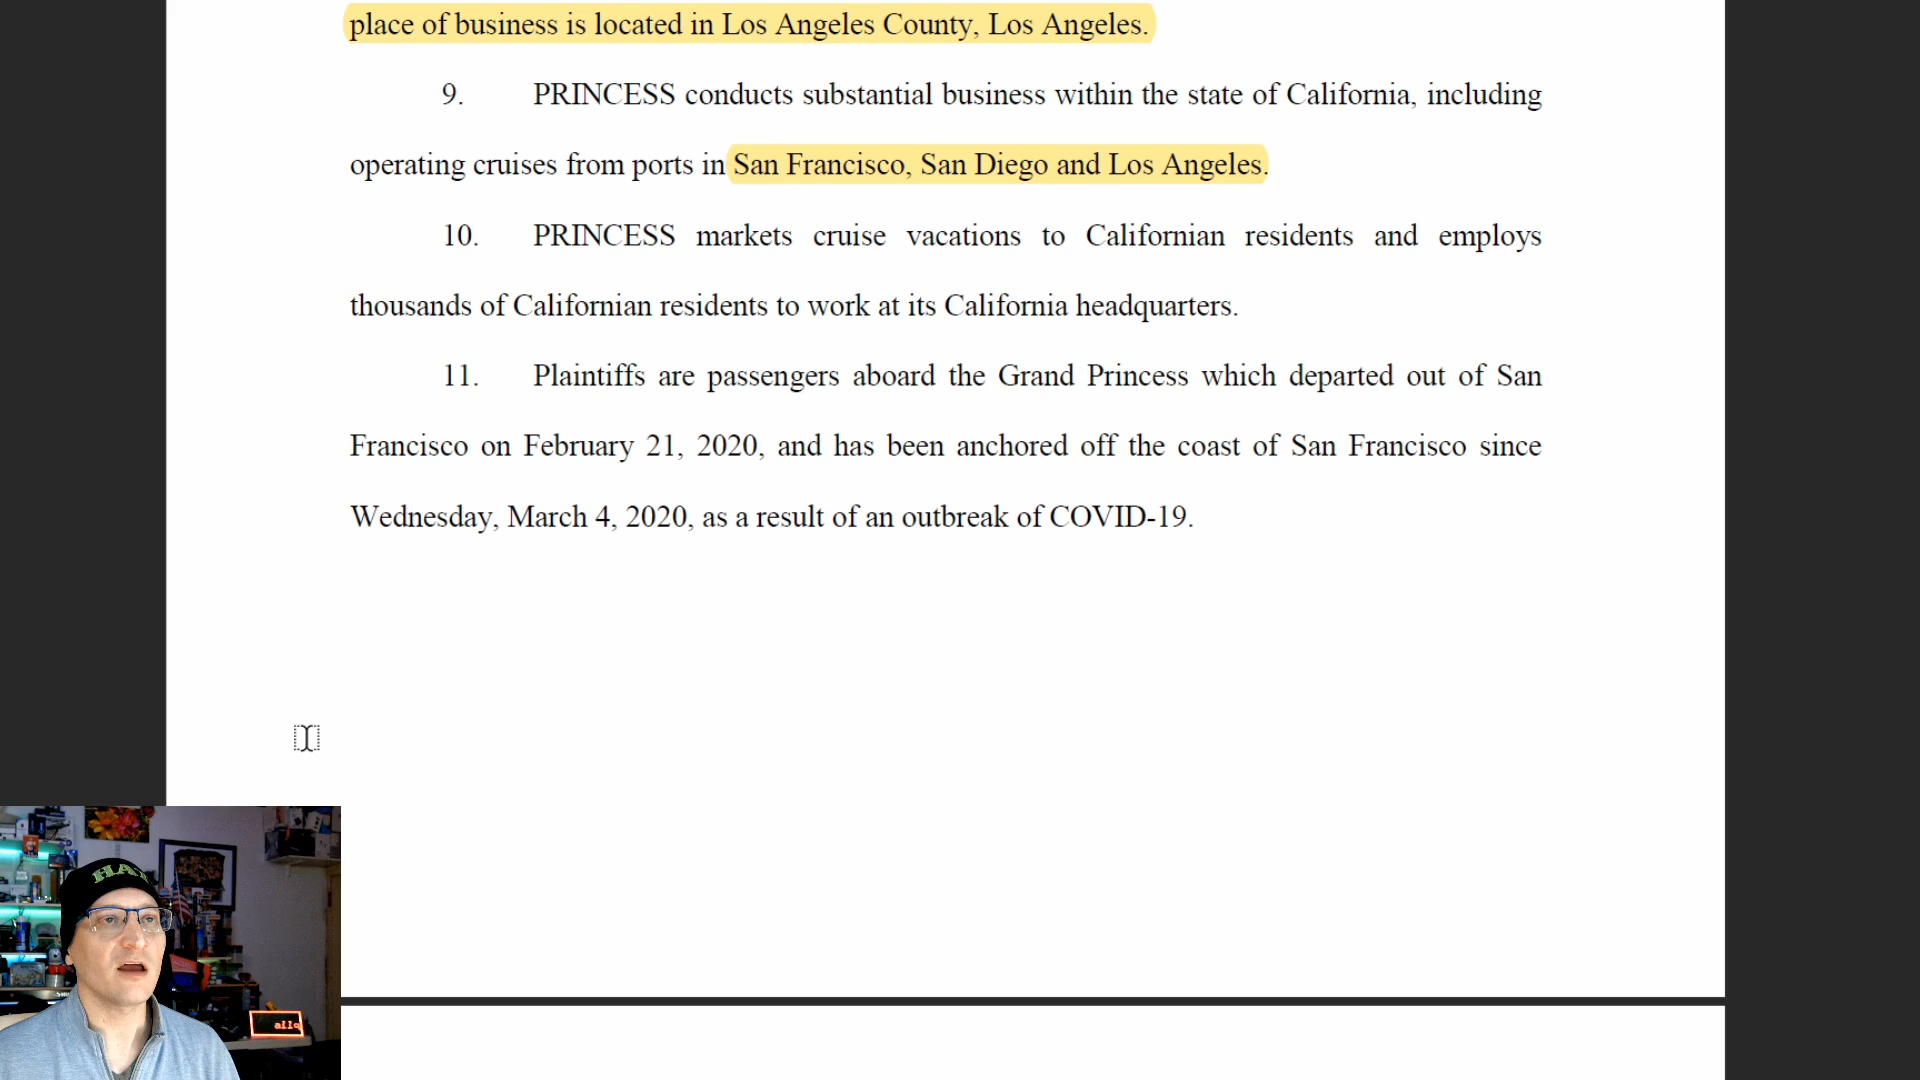 place of business is located in Los Angeles County, Los Angeles.
9. PRINCESS conducts substantial business within the state of California, including
operating cruises from ports in San Francisco, San Diego and Los Angeles.
10. PRINCESS markets cruise vacations to Californian residents and employs
thousands of Californian residents to work at its California headquarters.
11. Plaintiffs are passengers aboard the Grand Princess which departed out of San
Francisco on February 21, 2020, and has been anchored off the coast of San Francisco since
Wednesday, March 4, 2020, as a result of an outbreak of COVID-19.